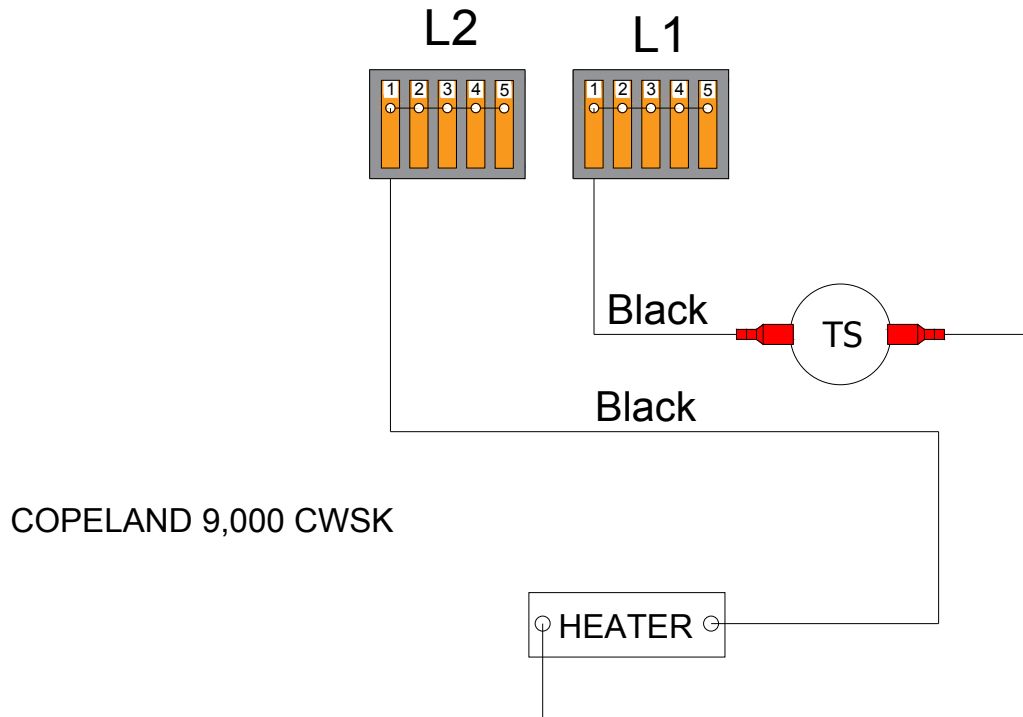 L2 L1
1 2 3 4 5 1 2 3 4 5
Black
TS
Black
COPELAND 9,000 CWSK
HEATER